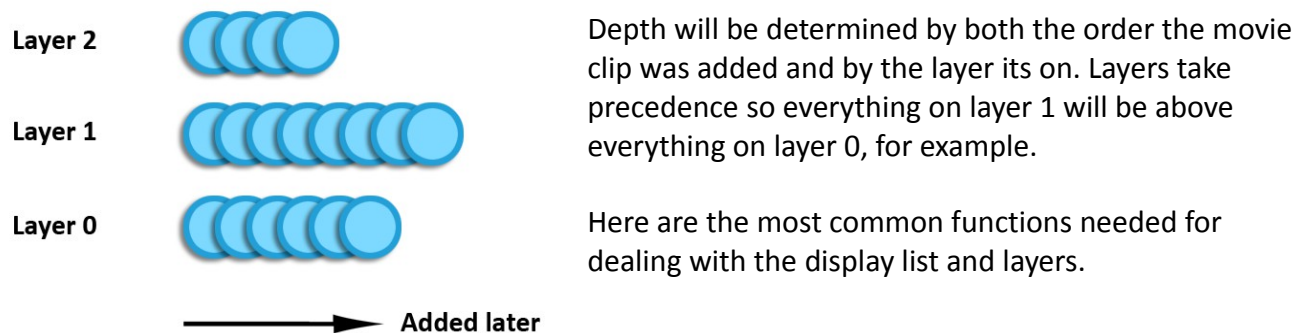 Layer 2
Layer 1
Layer 0
Added later
Depth will be determined by both the order the movie
clip was added and by the layer its on. Layers take
precedence so everything on layer 1 will be above
everything on layer 0, for example.
Here are the most common functions needed for
dealing with the display list and layers.